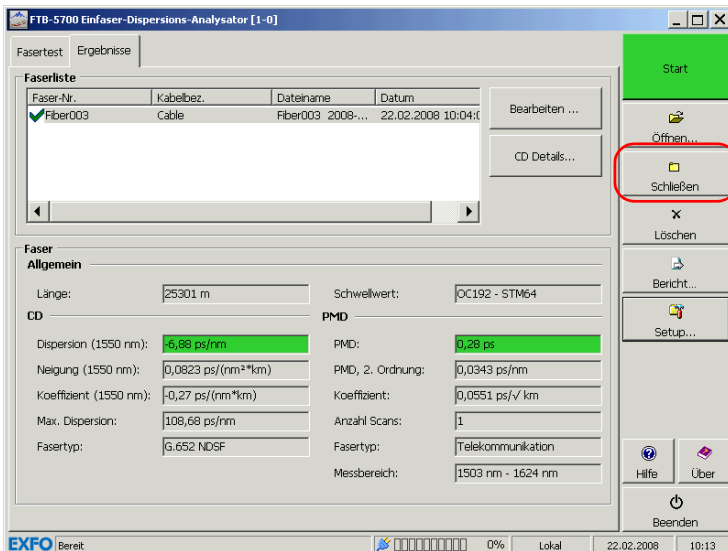 FTB-5700 Einfaser-Dispersions-Analysator [1-0]
Fasertest Ergebnisse
Faserliste
Faser-Nr. Kabelbez. Dateiname Datum
Fiber003 Cable Fiber003 2008-... 22.02.2008 10:04:0
Bearbeiten ...
CD Details...
Faser
Allgemein
Länge: 25301 m Schwellwert: OC192 - STM64
CD PMD
Dispersion (1550 nm): -6,88 ps/nm PMD: 0,28 ps
Neigung (1550 nm): 0,0823 ps/(nm²*km) PMD, 2. Ordnung: 0,0343 ps/nm
Koeffizient (1550 nm): -0,27 ps/(nm*km) Koeffizient: 0,0551 ps/√ km
Max. Dispersion: 108,68 ps/nm Anzahl Scans: 1
Fasertyp: G.652 NDSF Fasertyp: Telekommunikation
Messbereich: 1503 nm - 1624 nm
Start
Öffnen...
Schließen
Löschen
Bericht...
Setup...
Hilfe Über
Beenden
EXFO Bereit 0% Lokal 22.02.2008 10:13